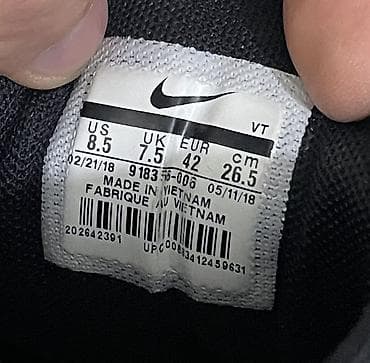 VT
US UK EUR cm
8.5 7.5 42 26.5
02/21/18 05/11/18
MADE IN VIETNAM
FABRIQUE AU VIETNAM
202642391